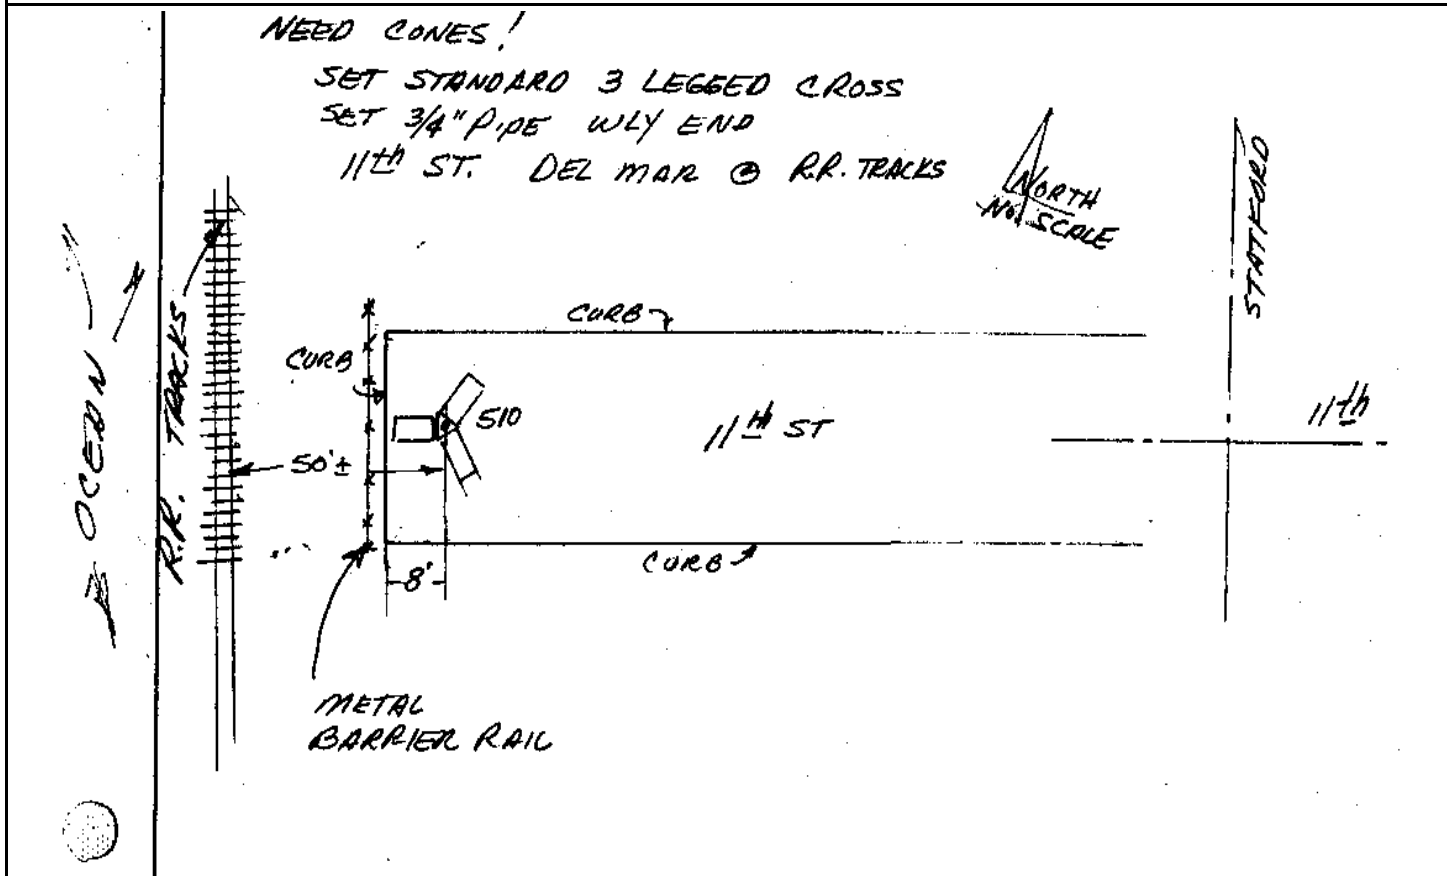 NEED CONES!
SET STANDARD 3 LEGGED CROSS
SET 3/4" PIPE WLY END
11th ST. DEL MAR @ R.R. TRACKS
NORTH
NO SCALE
STATFORD
OCEAN
R.R. TRACKS
CURB
CURB
510
11th ST
11th
50'±
CURB
8'
METAL
BARRIER RAIL